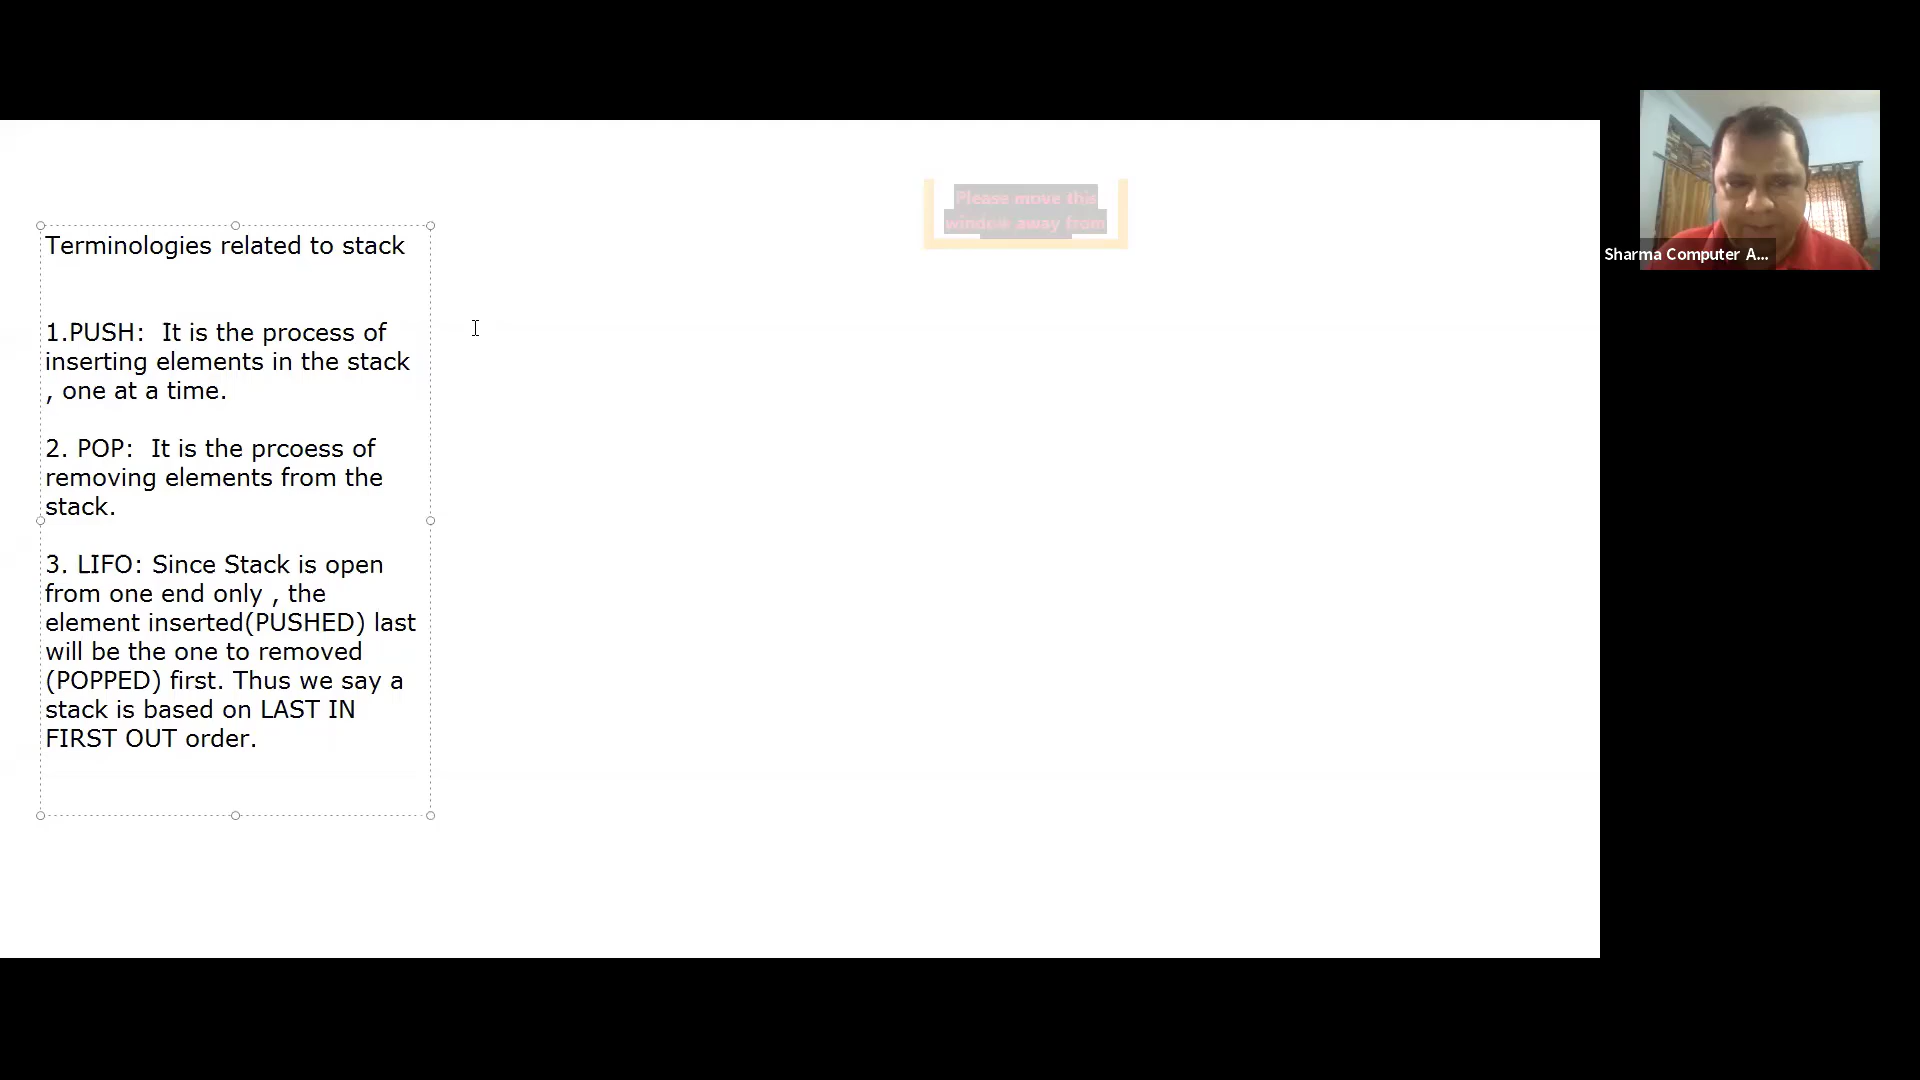 Please move this
window away from
Terminologies related to stack
1.PUSH:  It is the process of
inserting elements in the stack
, one at a time.
2. POP:  It is the prcoess of
removing elements from the
stack.
3. LIFO: Since Stack is open
from one end only , the
element inserted(PUSHED) last
will be the one to removed
(POPPED) first. Thus we say a
stack is based on LAST IN
FIRST OUT order.
Sharma Computer A...